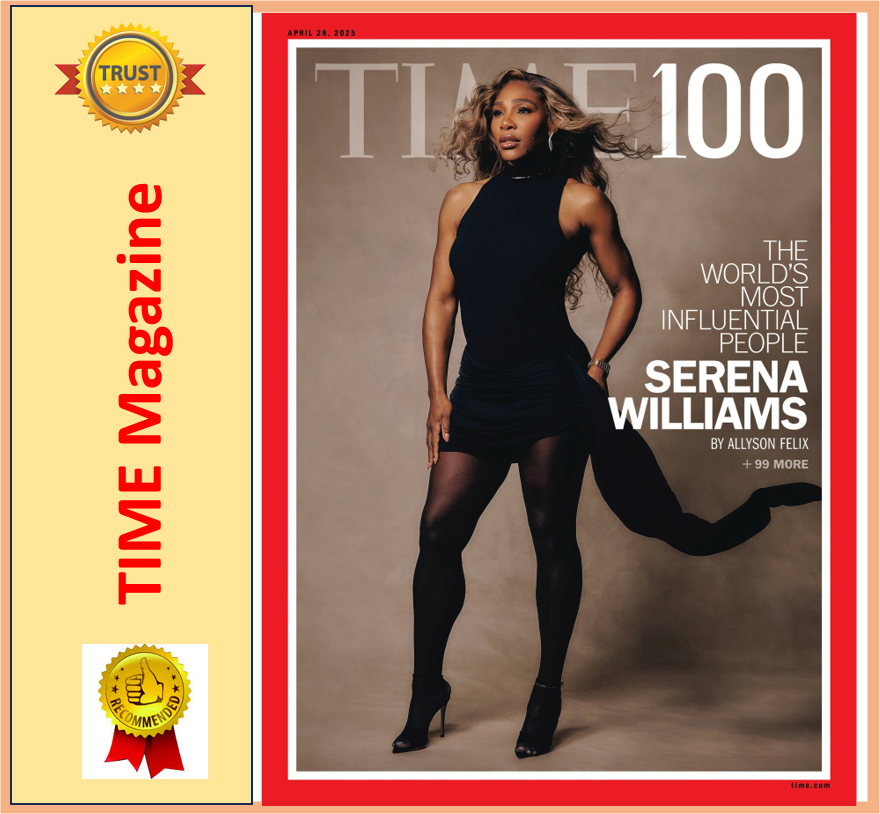 TRUST
TIME Magazine
RECOMMENDED
APRIL 28, 2025
TIME100
THE
WORLD'S
MOST
INFLUENTIAL
PEOPLE
SERENA
WILLIAMS
BY ALLYSON FELIX
+ 99 MORE
time.com